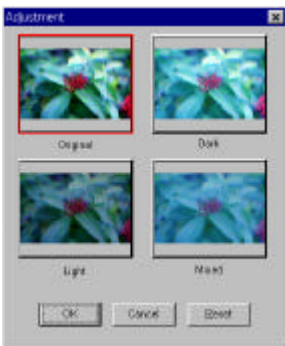 Adjustment
Original
Dark
Light
Mixed
OK
Cancel
Reset